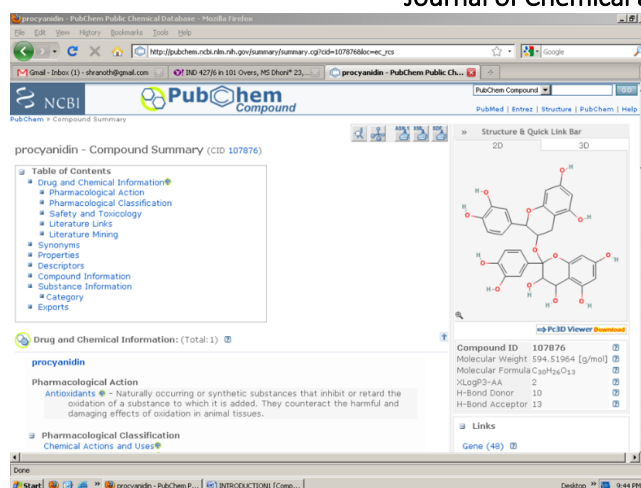 Journal of Chemical a
procyanidin - PubChem Public Chemical Database - Mozilla Firefox
File Edit View History Bookmarks Tools Help
http://pubchem.ncbi.nlm.nih.gov/summary/summary.cgi?cid=107876&loc=ec_rcs
Google
Gmail - Inbox (1) - shranoth@gmail.com
IND 427/6 in 101 Overs, MS Dhoni* 23,...
procyanidin - PubChem Public Ch...
NCBI
PubChem
Compound
PubChem Compound
GO
PubMed | Entrez | Structure | PubChem | Help
PubChem > Compound Summary
procyanidin - Compound Summary (CID 107876)
Table of Contents
Drug and Chemical Information
Pharmacological Action
Pharmacological Classification
Safety and Toxicology
Literature Links
Literature Mining
Synonyms
Properties
Descriptors
Compound Information
Substance Information
Category
Exports
Drug and Chemical Information: (Total:1)
procyanidin
Pharmacological Action
Antioxidants - Naturally occurring or synthetic substances that inhibit or retard the
oxidation of a substance to which it is added. They counteract the harmful and
damaging effects of oxidation in animal tissues.
Pharmacological Classification
Chemical Actions and Uses
» Structure & Quick Link Bar
2D 3D
Pc3D Viewer Download
Compound ID 107876
Molecular Weight 594.51964 [g/mol]
Molecular Formula C30H26O13
XLogP3-AA 2
H-Bond Donor 10
H-Bond Acceptor 13
Links
Gene (48)
Done
Start
procyanidin - PubChem P...
INTRODUCTION1 [Comp...
Desktop » 9:44 PM